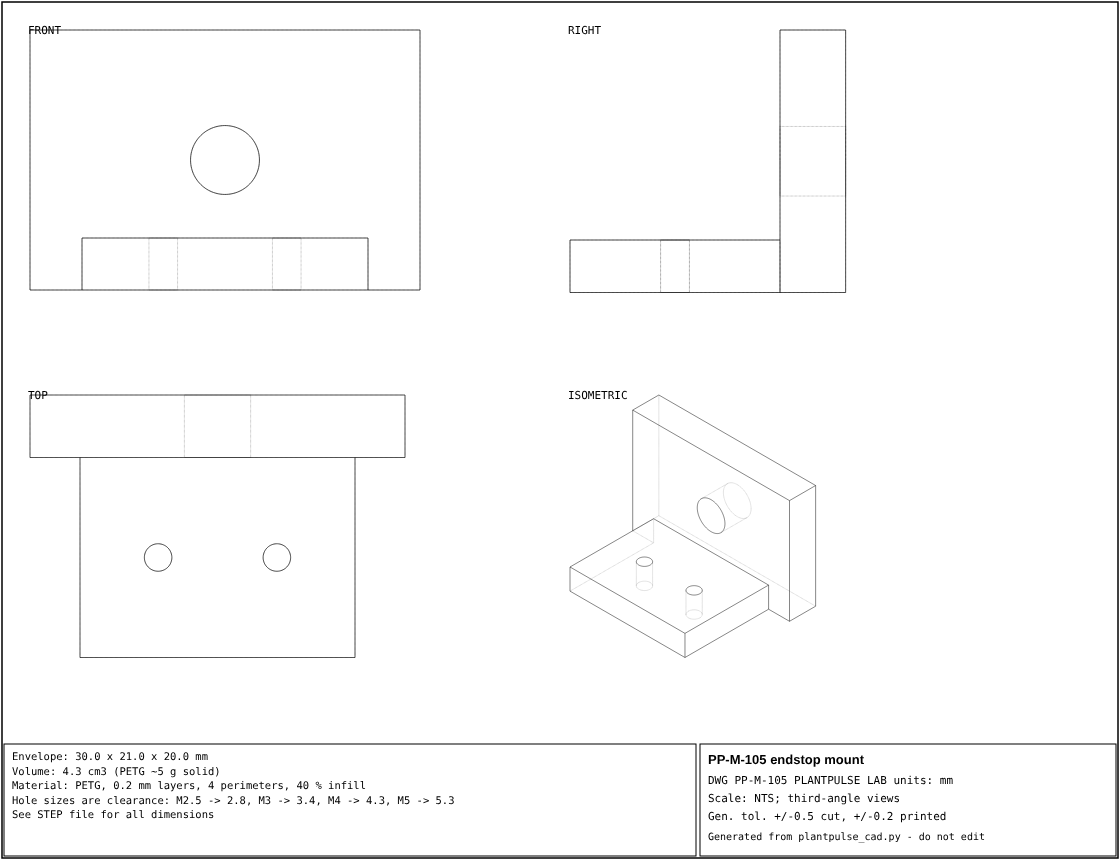 FRONT
RIGHT
TOP
ISOMETRIC
Envelope: 30.0 x 21.0 x 20.0 mm
Volume: 4.3 cm3 (PETG ~5 g solid)
Material: PETG, 0.2 mm layers, 4 perimeters, 40 % infill
Hole sizes are clearance: M2.5 -> 2.8, M3 -> 3.4, M4 -> 4.3, M5 -> 5.3
See STEP file for all dimensions
PP-M-105 endstop mount
DWG PP-M-105 PLANTPULSE LAB units: mm
Scale: NTS; third-angle views
Gen. tol. +/-0.5 cut, +/-0.2 printed
Generated from plantpulse_cad.py - do not edit